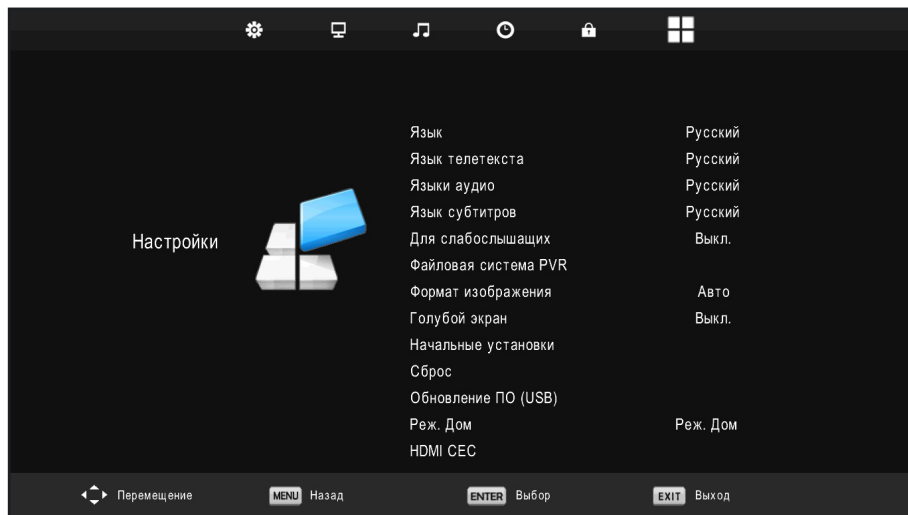 Настройки
Язык Русский
Язык телетекста Русский
Языки аудио Русский
Язык субтитров Русский
Для слабослышащих Выкл.
Файловая система PVR
Формат изображения Авто
Голубой экран Выкл.
Начальные установки
Сброс
Обновление ПО (USB)
Реж. Дом Реж. Дом
HDMI CEC
Перемещение MENU Назад ENTER Выбор EXIT Выход